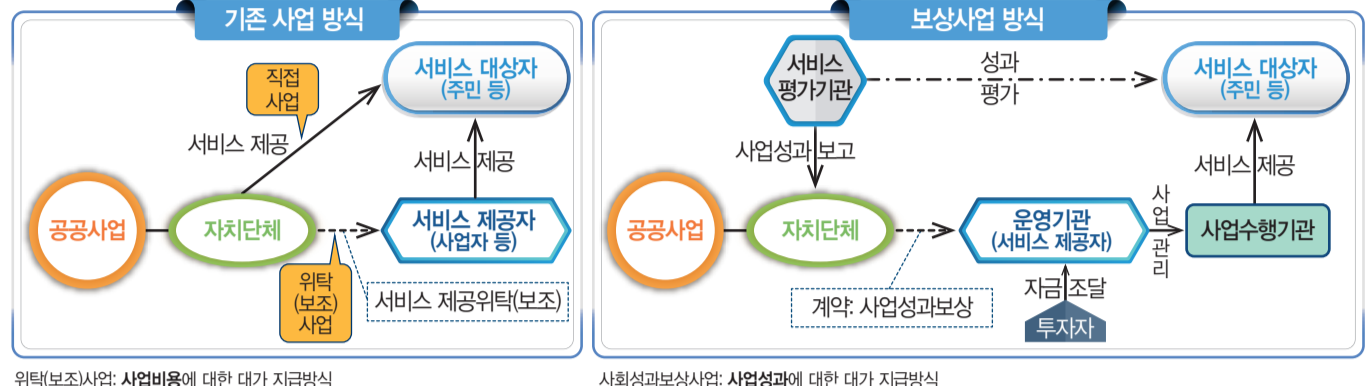 기존 사업 방식
직접
사업
서비스 대상자
(주민 등)
서비스 제공
서비스 제공
공공사업
자치단체
서비스 제공자
(사업자 등)
위탁
(보조)
사업
서비스 제공위탁(보조)
위탁(보조)사업: 사업비용에 대한 대가 지급방식
보상사업 방식
서비스
평가기관
성과
평가
서비스 대상자
(주민 등)
사업성과 보고
서비스 제공
공공사업
자치단체
운영기관
(서비스 제공자)
사업관리
사업수행기관
계약: 사업성과보상
자금 조달
투자자
사회성과보상사업: 사업성과에 대한 대가 지급방식